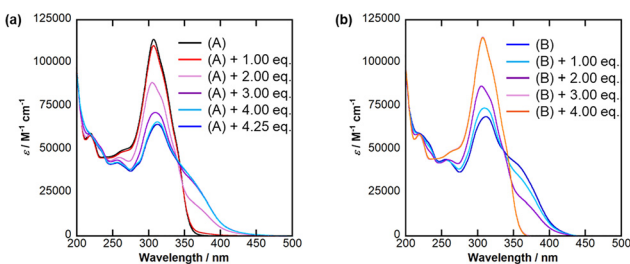 (a)
125000
100000
75000
50000
25000
0
ε / M⁻¹ cm⁻¹
(A)
(A) + 1.00 eq.
(A) + 2.00 eq.
(A) + 3.00 eq.
(A) + 4.00 eq.
(A) + 4.25 eq.
200 250 300 350 400 450 500
Wavelength / nm
(b)
125000
100000
75000
50000
25000
0
ε / M⁻¹ cm⁻¹
(B)
(B) + 1.00 eq.
(B) + 2.00 eq.
(B) + 3.00 eq.
(B) + 4.00 eq.
200 250 300 350 400 450 500
Wavelength / nm